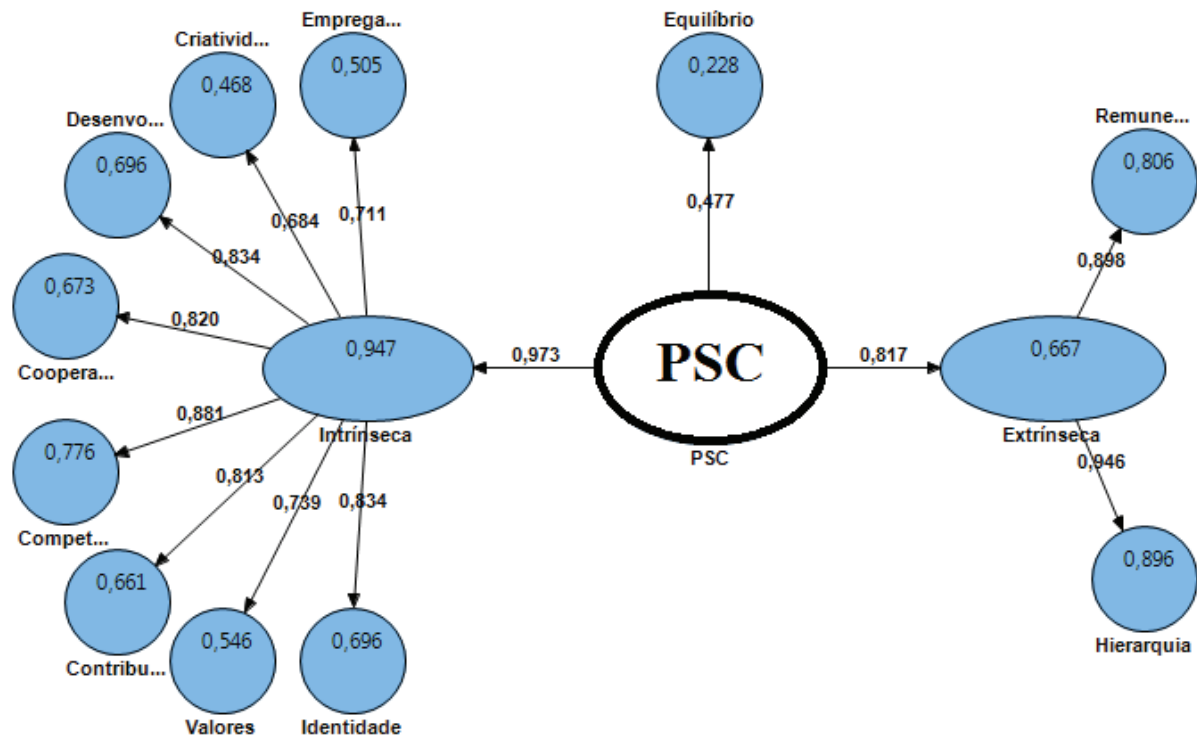 Emprega...
0,505
Criativid...
0,468
Equilíbrio
0,228
Desenvo...
0,696
Remune...
0,806
0,711
0,684
0,477
0,834
0,898
Coopera...
0,673
0,820
Intrínseca
0,947
0,973
PSC
PSC
0,817
0,667
Extrínseca
0,881
0,776
Compet...
0,813
0,739
0,834
0,946
0,661
Contribu...
0,546
Valores
0,696
Identidade
0,896
Hierarquia